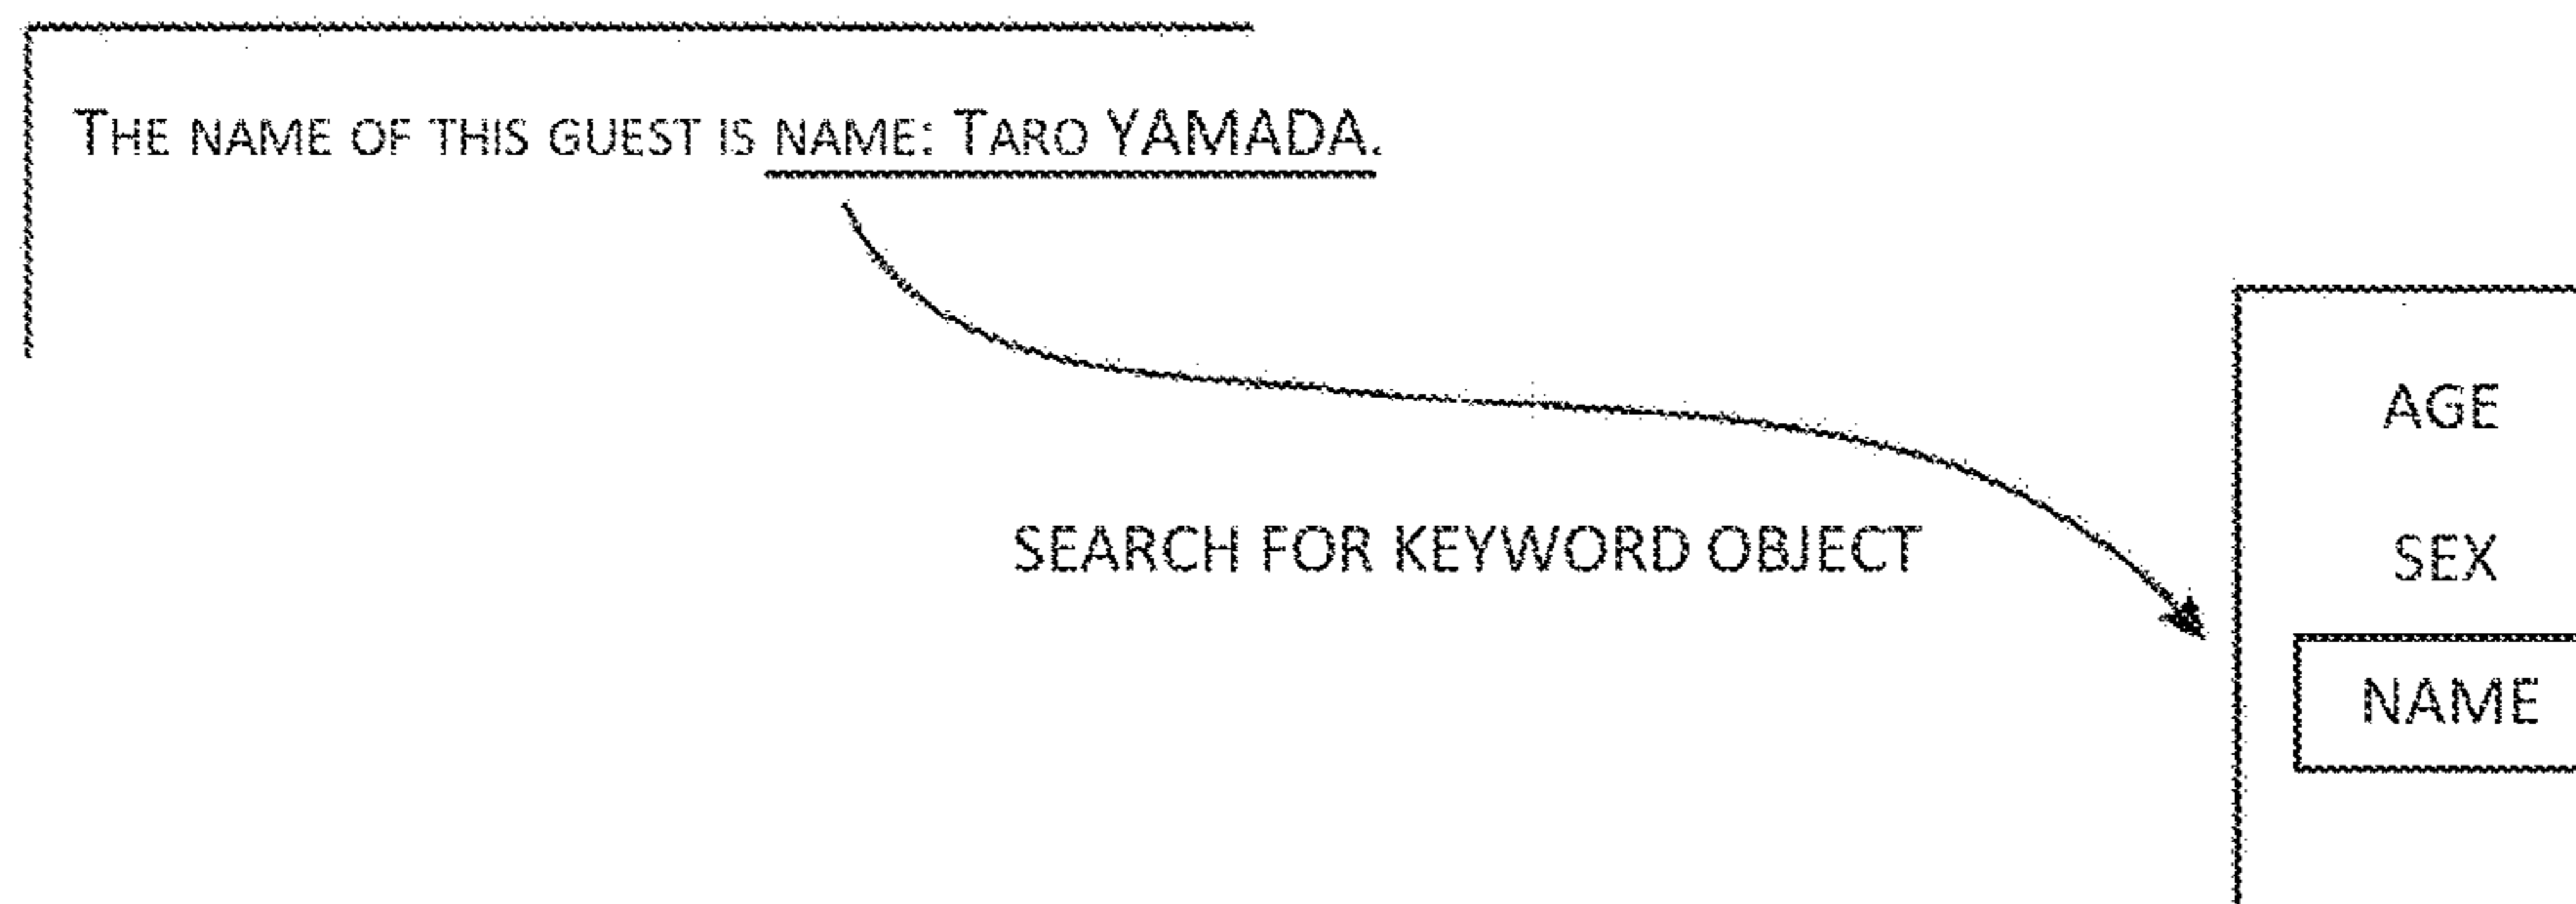 The name of this guest is name: Taro YAMADA.
SEARCH FOR KEYWORD OBJECT
AGE
SEX
NAME